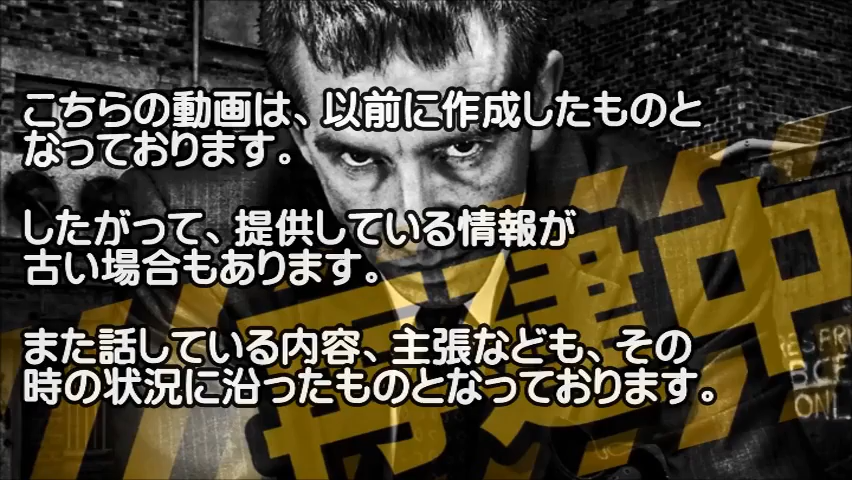 こちらの動画は、以前に作成したものと
なっております。
したがって、提供している情報が
古い場合もあります。
また話している内容、主張なども、その
時の状況に沿ったものとなっております。
再建中
ONLY